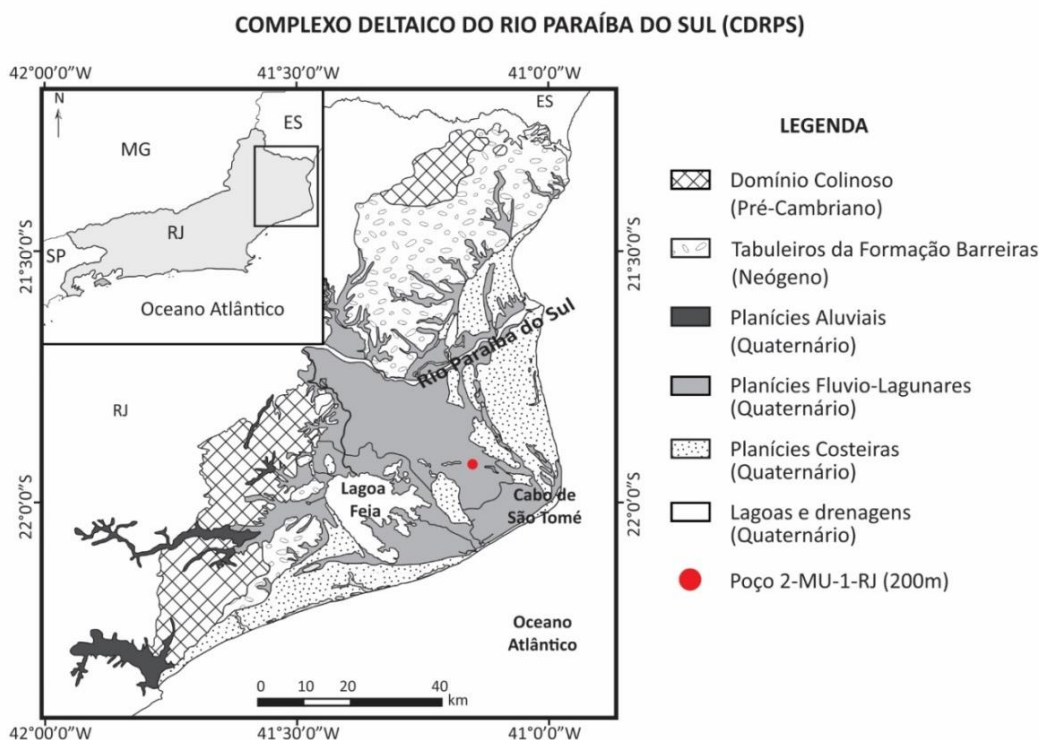 COMPLEXO DELTAICO DO RIO PARAÍBA DO SUL (CDRPS)
42°00'0"W 41°30'0"W 41°0'0"W
N
ES
ES
MG
RJ
SP
Oceano Atlântico
21°30'0"S
21°30'0"S
Rio Paraíba do Sul
RJ
Lagoa
Feia
Cabo de
São Tomé
22°0'0"S
22°0'0"S
Oceano
Atlântico
0 10 20 40
km
42°00'0"W 41°30'0"W 41°0'0"W
LEGENDA
Domínio Colinoso
(Pré-Cambriano)
Tabuleiros da Formação Barreiras
(Neógeno)
Planícies Aluviais
(Quaternário)
Planícies Fluvio-Lagunares
(Quaternário)
Planícies Costeiras
(Quaternário)
Lagoas e drenagens
(Quaternário)
Poço 2-MU-1-RJ (200m)